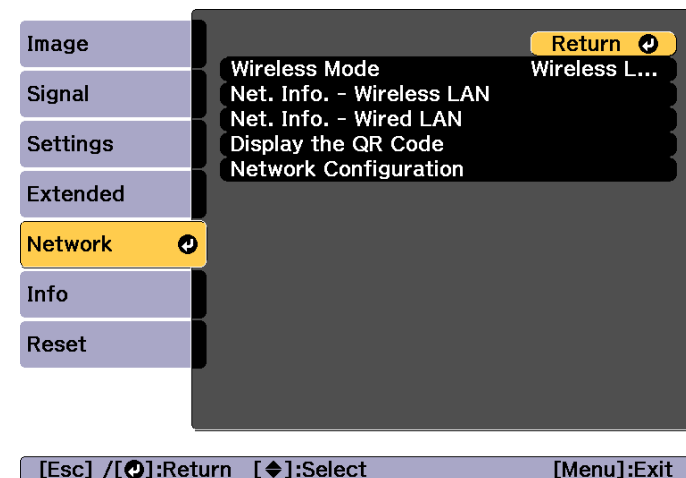 Image
Signal
Settings
Extended
Network
Info
Reset
Return
Wireless Mode Wireless L...
Net. Info. - Wireless LAN
Net. Info. - Wired LAN
Display the QR Code
Network Configuration
[Esc] /[⏎]:Return [◆]:Select [Menu]:Exit